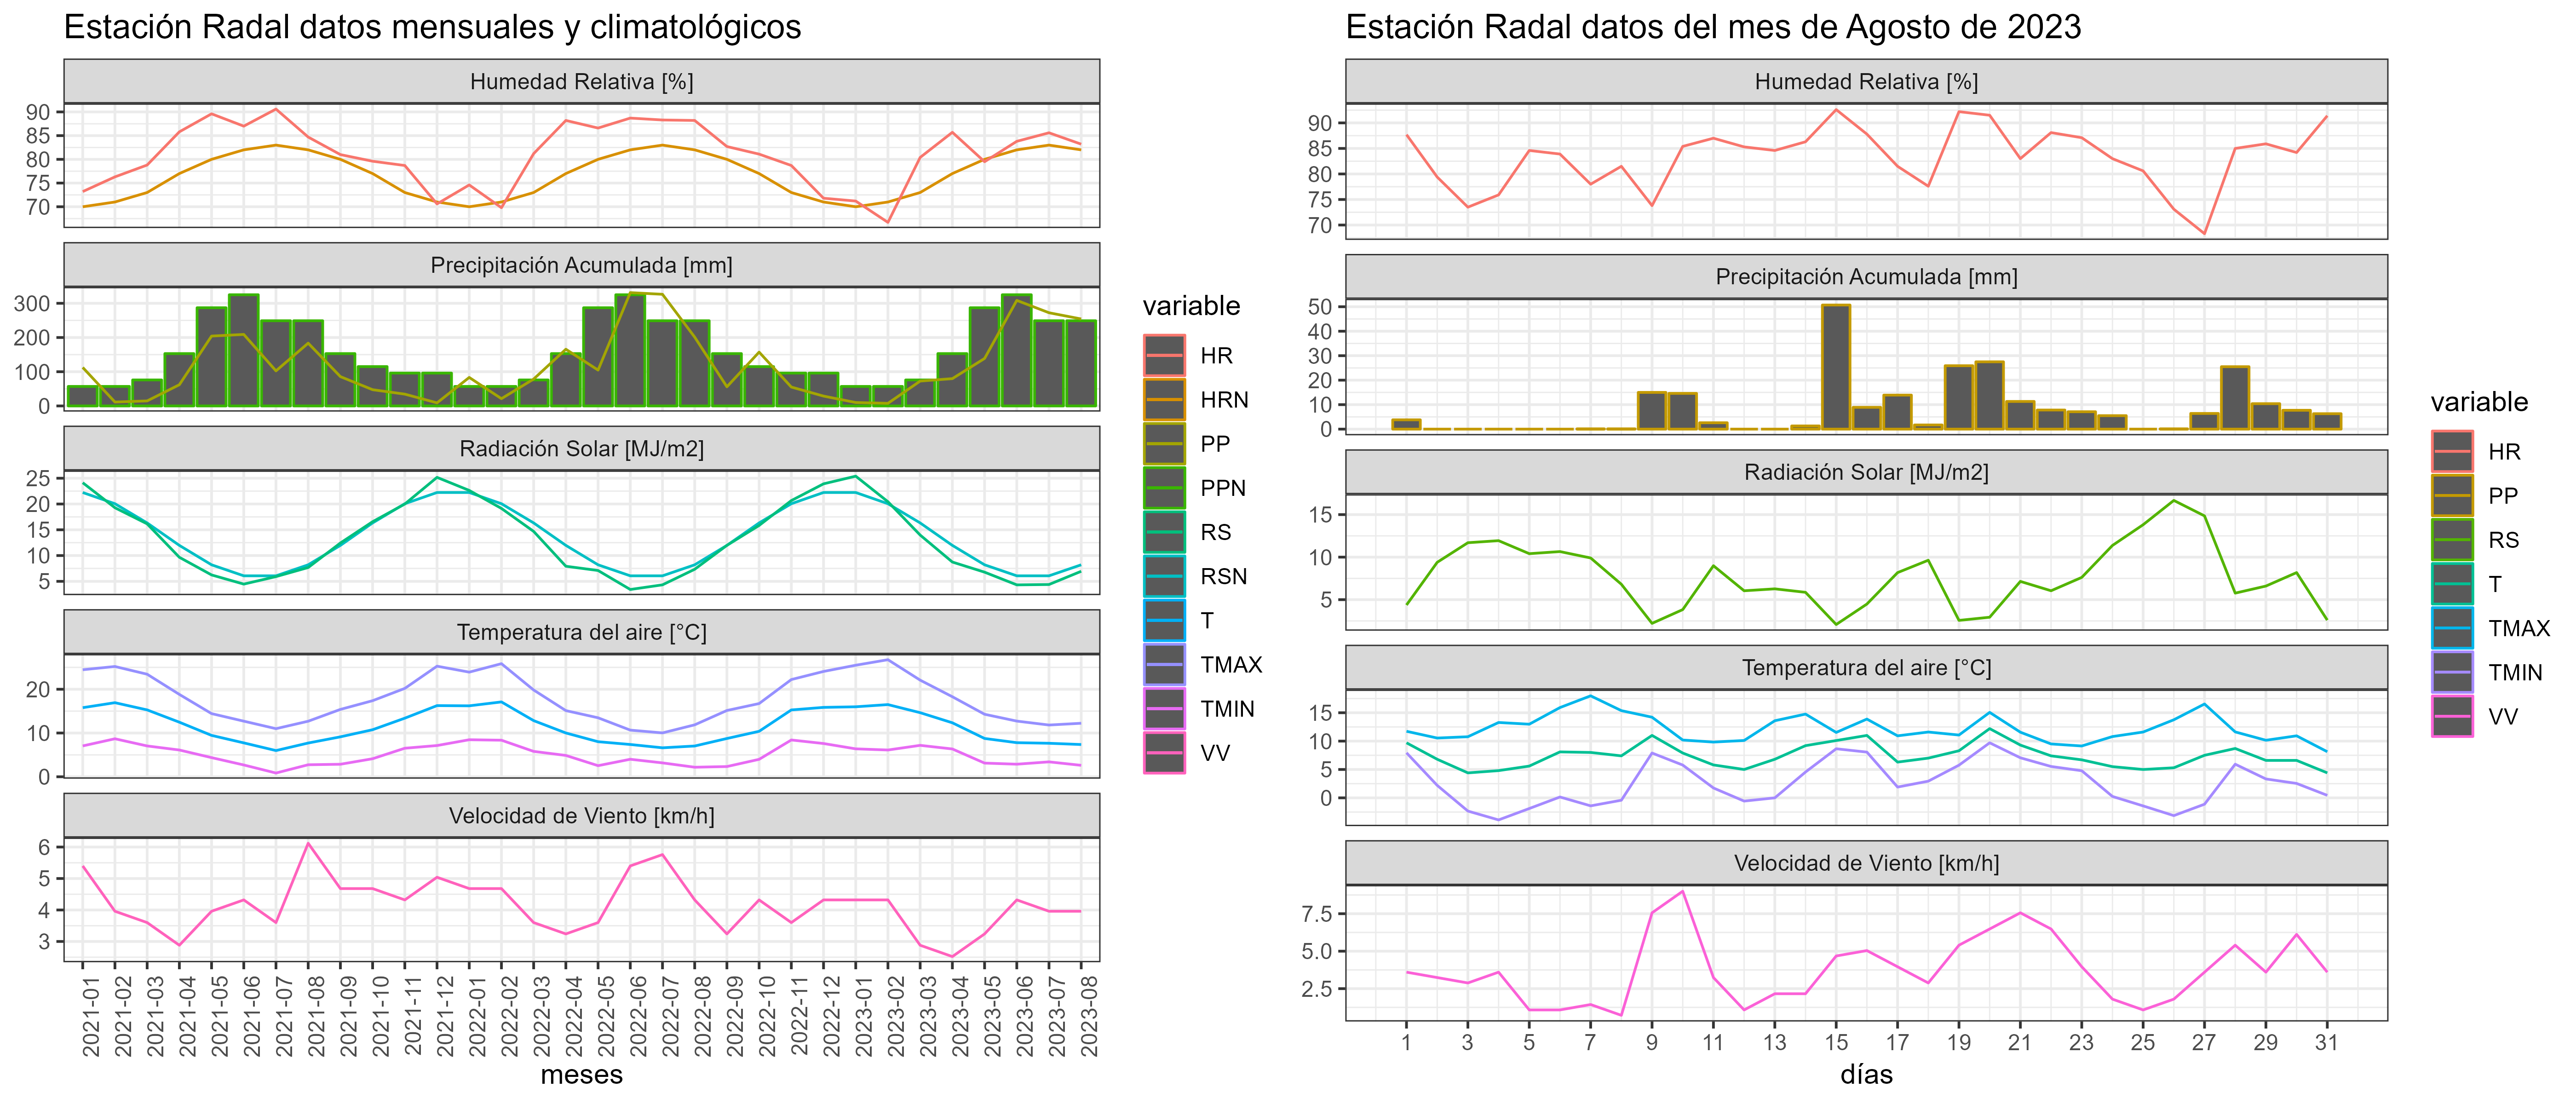 Estación Radal datos mensuales y climatológicos
Humedad Relativa [%]
90
85
80
75
70
Precipitación Acumulada [mm]
300
200
100
0
Radiación Solar [MJ/m2]
25
20
15
10
5
Temperatura del aire [°C]
20
10
0
Velocidad de Viento [km/h]
6
5
4
3
2021-01
2021-02
2021-03
2021-04
2021-05
2021-06
2021-07
2021-08
2021-09
2021-10
2021-11
2021-12
2022-01
2022-02
2022-03
2022-04
2022-05
2022-06
2022-07
2022-08
2022-09
2022-10
2022-11
2022-12
2023-01
2023-02
2023-03
2023-04
2023-05
2023-06
2023-07
2023-08
meses
variable
HR
HRN
PP
PPN
RS
RSN
T
TMAX
TMIN
VV
Estación Radal datos del mes de Agosto de 2023
Humedad Relativa [%]
90
85
80
75
70
Precipitación Acumulada [mm]
50
40
30
20
10
0
Radiación Solar [MJ/m2]
15
10
5
Temperatura del aire [°C]
15
10
5
0
Velocidad de Viento [km/h]
7.5
5.0
2.5
1 3 5 7 9 11 13 15 17 19 21 23 25 27 29 31
días
variable
HR
PP
RS
T
TMAX
TMIN
VV